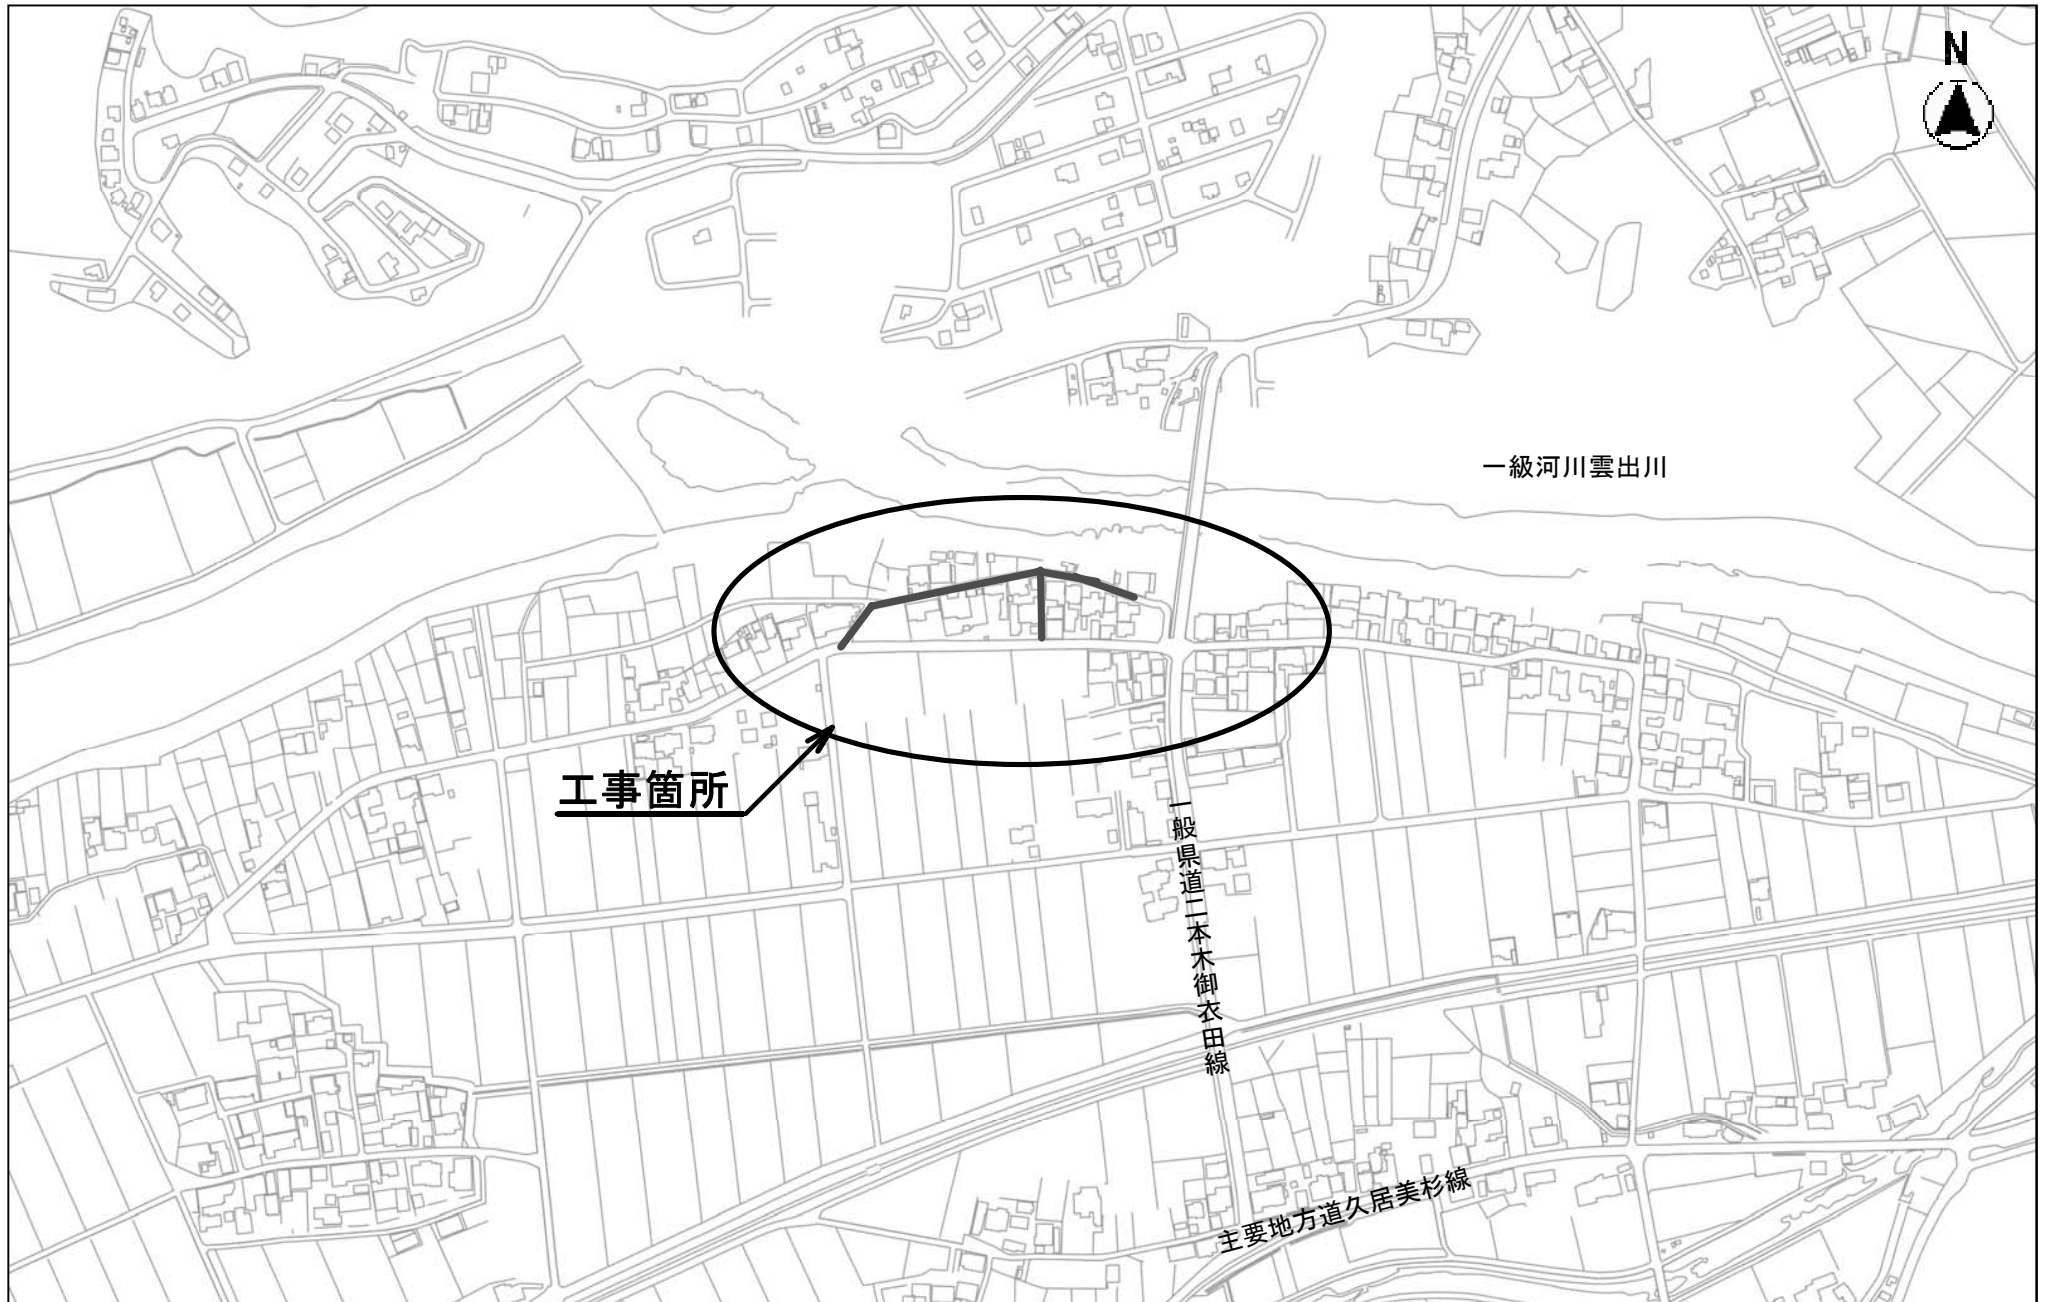 N
一級河川雲出川
工事箇所
一般県道二本木御衣田線
主要地方道久居美杉線